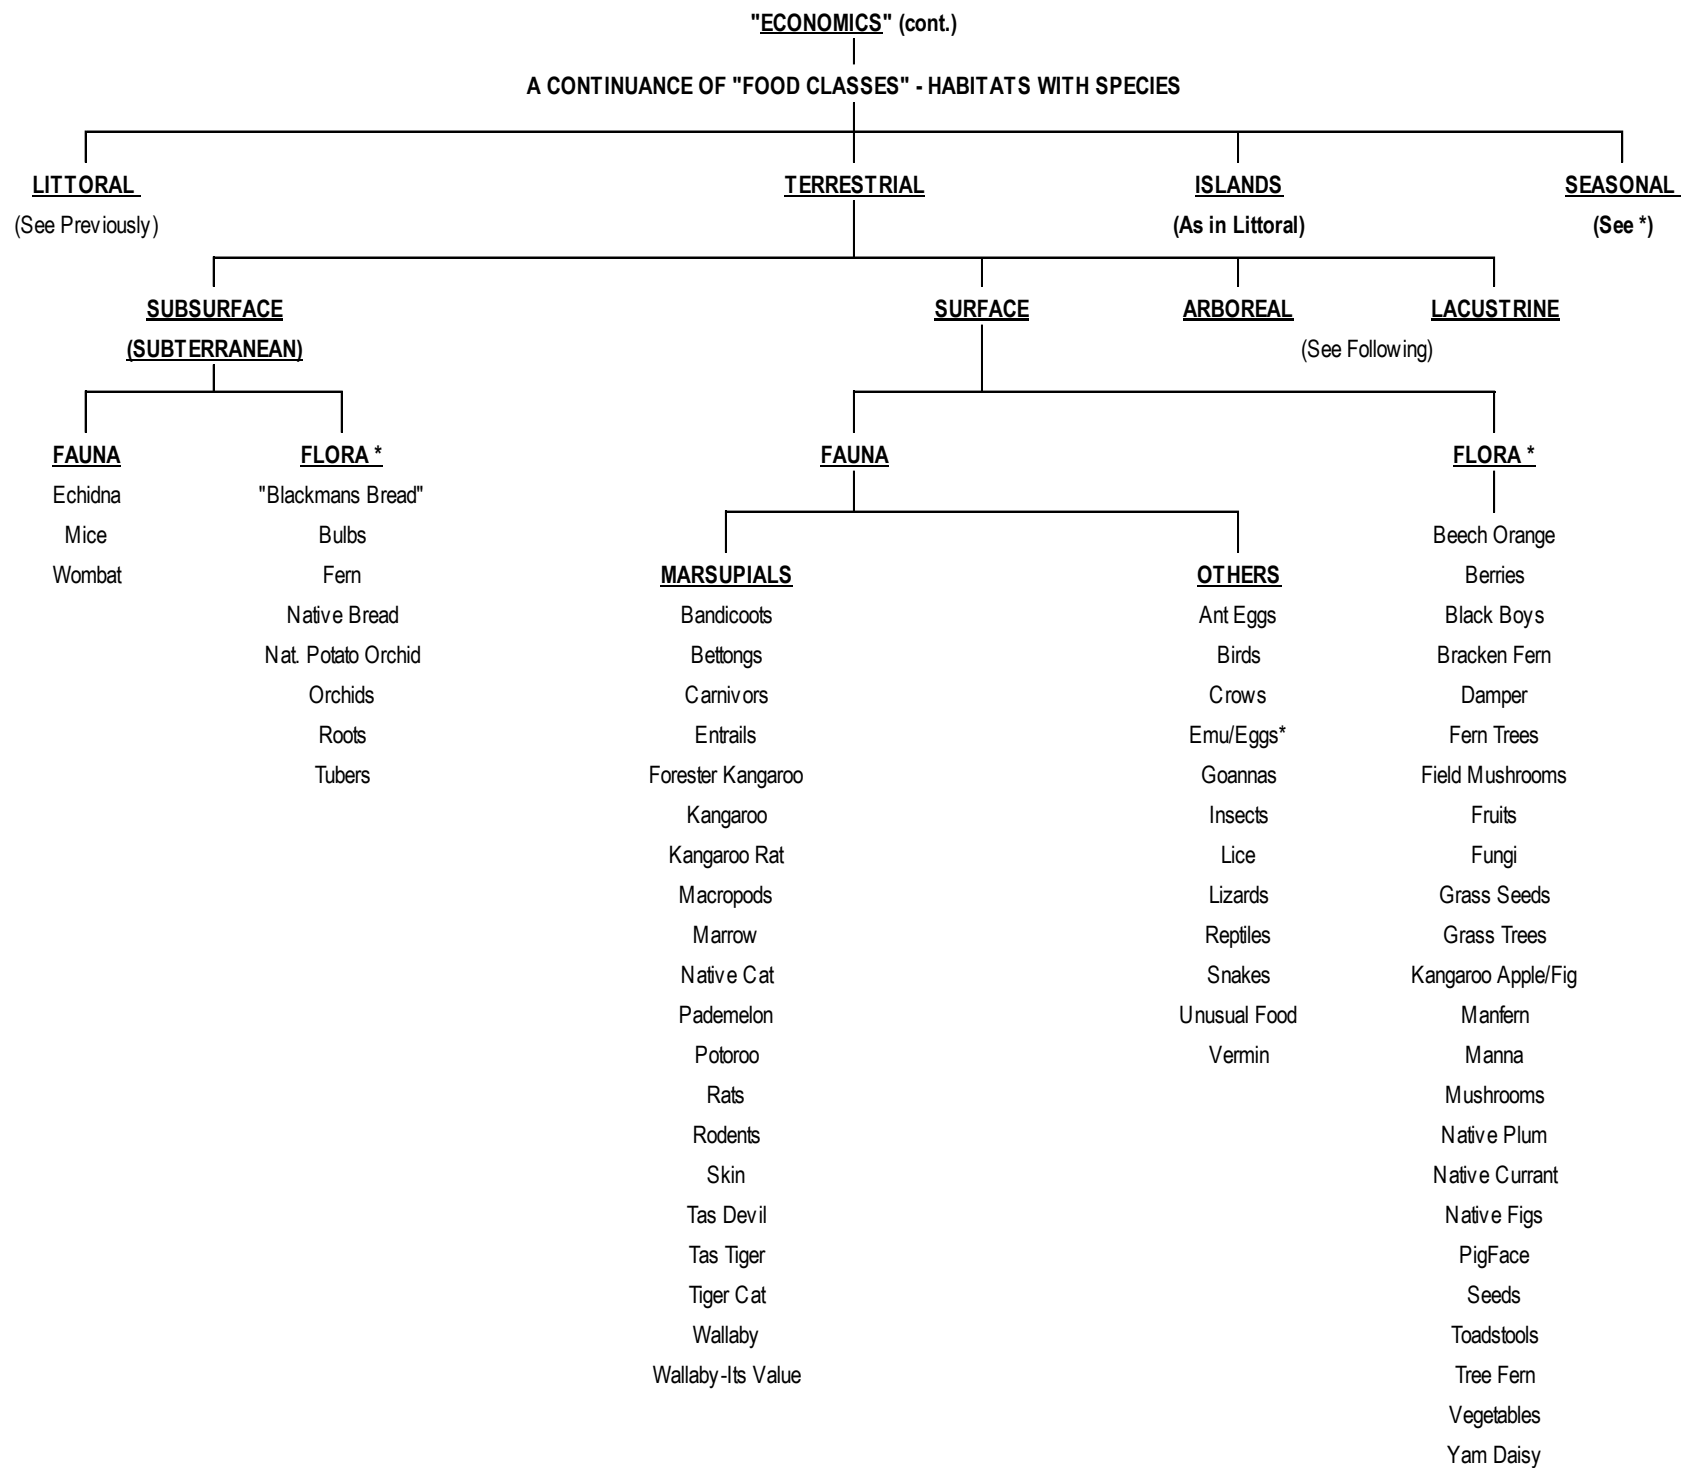 "ECONOMICS" (cont.)
A CONTINUANCE OF "FOOD CLASSES" - HABITATS WITH SPECIES
LITTORAL
(See Previously)
TERRESTRIAL
ISLANDS
(As in Littoral)
SEASONAL
(See *)
SUBSURFACE
(SUBTERRANEAN)
SURFACE
ARBOREAL
LACUSTRINE
(See Following)
FAUNA
Echidna
Mice
Wombat
FLORA *
"Blackmans Bread"
Bulbs
Fern
Native Bread
Nat. Potato Orchid
Orchids
Roots
Tubers
FAUNA
MARSUPIALS
Bandicoots
Bettongs
Carnivors
Entrails
Forester Kangaroo
Kangaroo
Kangaroo Rat
Macropods
Marrow
Native Cat
Pademelon
Potoroo
Rats
Rodents
Skin
Tas Devil
Tas Tiger
Tiger Cat
Wallaby
Wallaby-Its Value
OTHERS
Ant Eggs
Birds
Crows
Emu/Eggs*
Goannas
Insects
Lice
Lizards
Reptiles
Snakes
Unusual Food
Vermin
FLORA *
Beech Orange
Berries
Black Boys
Bracken Fern
Damper
Fern Trees
Field Mushrooms
Fruits
Fungi
Grass Seeds
Grass Trees
Kangaroo Apple/Fig
Manfern
Manna
Mushrooms
Native Plum
Native Currant
Native Figs
PigFace
Seeds
Toadstools
Tree Fern
Vegetables
Yam Daisy